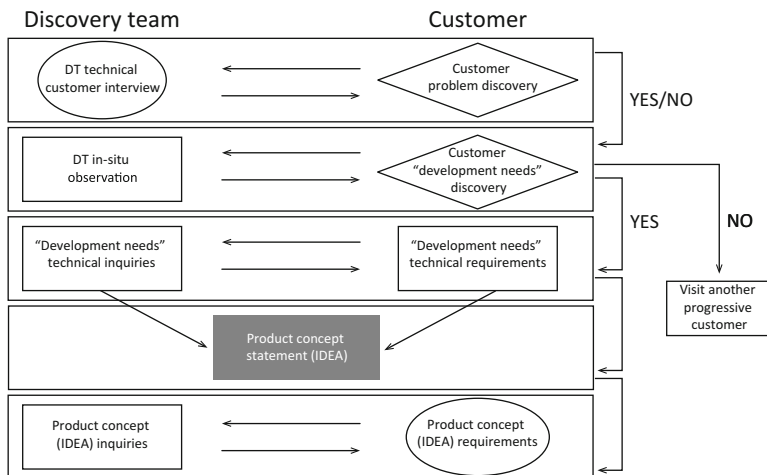 Discovery team
Customer
DT technical
customer interview
Customer
problem discovery
YES/NO
DT in-situ
observation
Customer
“development needs”
discovery
YES
NO
“Development needs”
technical inquiries
“Development needs”
technical requirements
Visit another
progressive
customer
Product concept
statement (IDEA)
Product concept
(IDEA) inquiries
Product concept
(IDEA) requirements